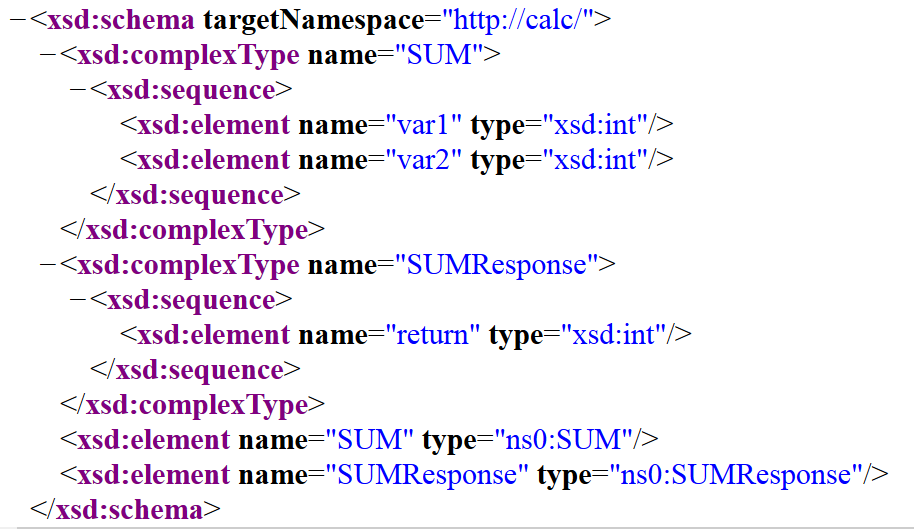 −<xsd:schema targetNamespace="http://calc/">
−<xsd:complexType name="SUM">
−<xsd:sequence>
<xsd:element name="var1" type="xsd:int"/>
<xsd:element name="var2" type="xsd:int"/>
</xsd:sequence>
</xsd:complexType>
−<xsd:complexType name="SUMResponse">
−<xsd:sequence>
<xsd:element name="return" type="xsd:int"/>
</xsd:sequence>
</xsd:complexType>
<xsd:element name="SUM" type="ns0:SUM"/>
<xsd:element name="SUMResponse" type="ns0:SUMResponse"/>
</xsd:schema>